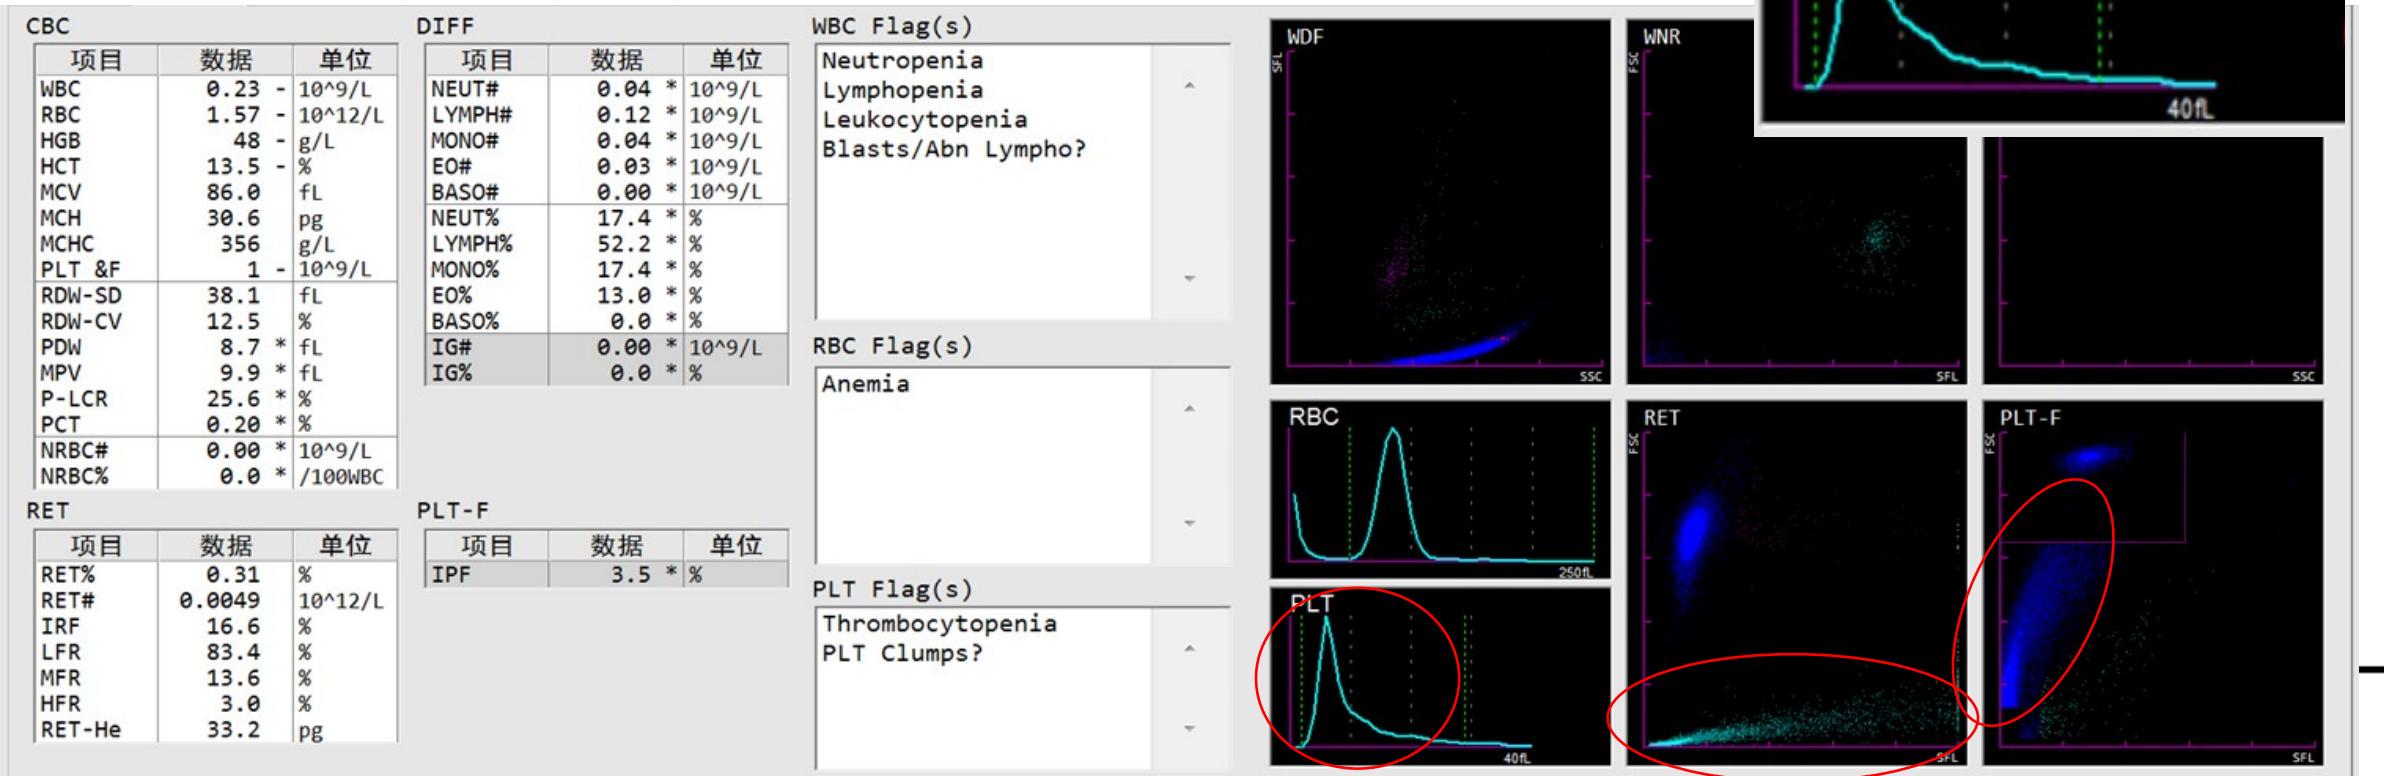 CBC
项目 数据 单位
WBC 0.23 - 10^9/L
RBC 1.57 - 10^12/L
HGB 48 - g/L
HCT 13.5 - %
MCV 86.0 fL
MCH 30.6 pg
MCHC 356 g/L
PLT &F 1 - 10^9/L
RDW-SD 38.1 fL
RDW-CV 12.5 %
PDW 8.7 * fL
MPV 9.9 * fL
P-LCR 25.6 * %
PCT 0.20 * %
NRBC# 0.00 * 10^9/L
NRBC% 0.0 * /100WBC
RET
项目 数据 单位
RET% 0.31 %
RET# 0.0049 10^12/L
IRF 16.6 %
LFR 83.4 %
MFR 13.6 %
HFR 3.0 %
RET-He 33.2 pg
DIFF
项目 数据 单位
NEUT# 0.04 * 10^9/L
LYMPH# 0.12 * 10^9/L
MONO# 0.04 * 10^9/L
EO# 0.03 * 10^9/L
BASO# 0.00 * 10^9/L
NEUT% 17.4 * %
LYMPH% 52.2 * %
MONO% 17.4 * %
EO% 13.0 * %
BASO% 0.0 * %
IG# 0.00 * 10^9/L
IG% 0.0 * %
PLT-F
项目 数据 单位
IPF 3.5 * %
WBC Flag(s)
Neutropenia
Lymphopenia
Leukocytopenia
Blasts/Abn Lympho?
RBC Flag(s)
Anemia
PLT Flag(s)
Thrombocytopenia
PLT Clumps?
WDF
SFL
SSC
WNR
FSC
SFL
40fL
SSC
RBC
250fL
RET
FSC
SFL
PLT-F
FSC
SFL
PLT
40fL